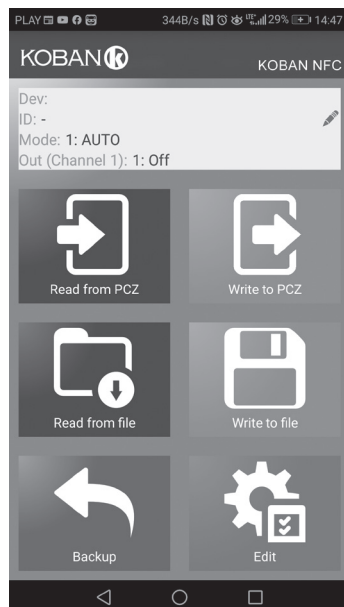 PLAY 344B/s LTE 29% 14:47
KOBAN K
KOBAN NFC
Dev:
ID: -
Mode: 1: AUTO
Out (Channel 1): 1: Off
Read from PCZ
Write to PCZ
Read from file
Write to file
Backup
Edit